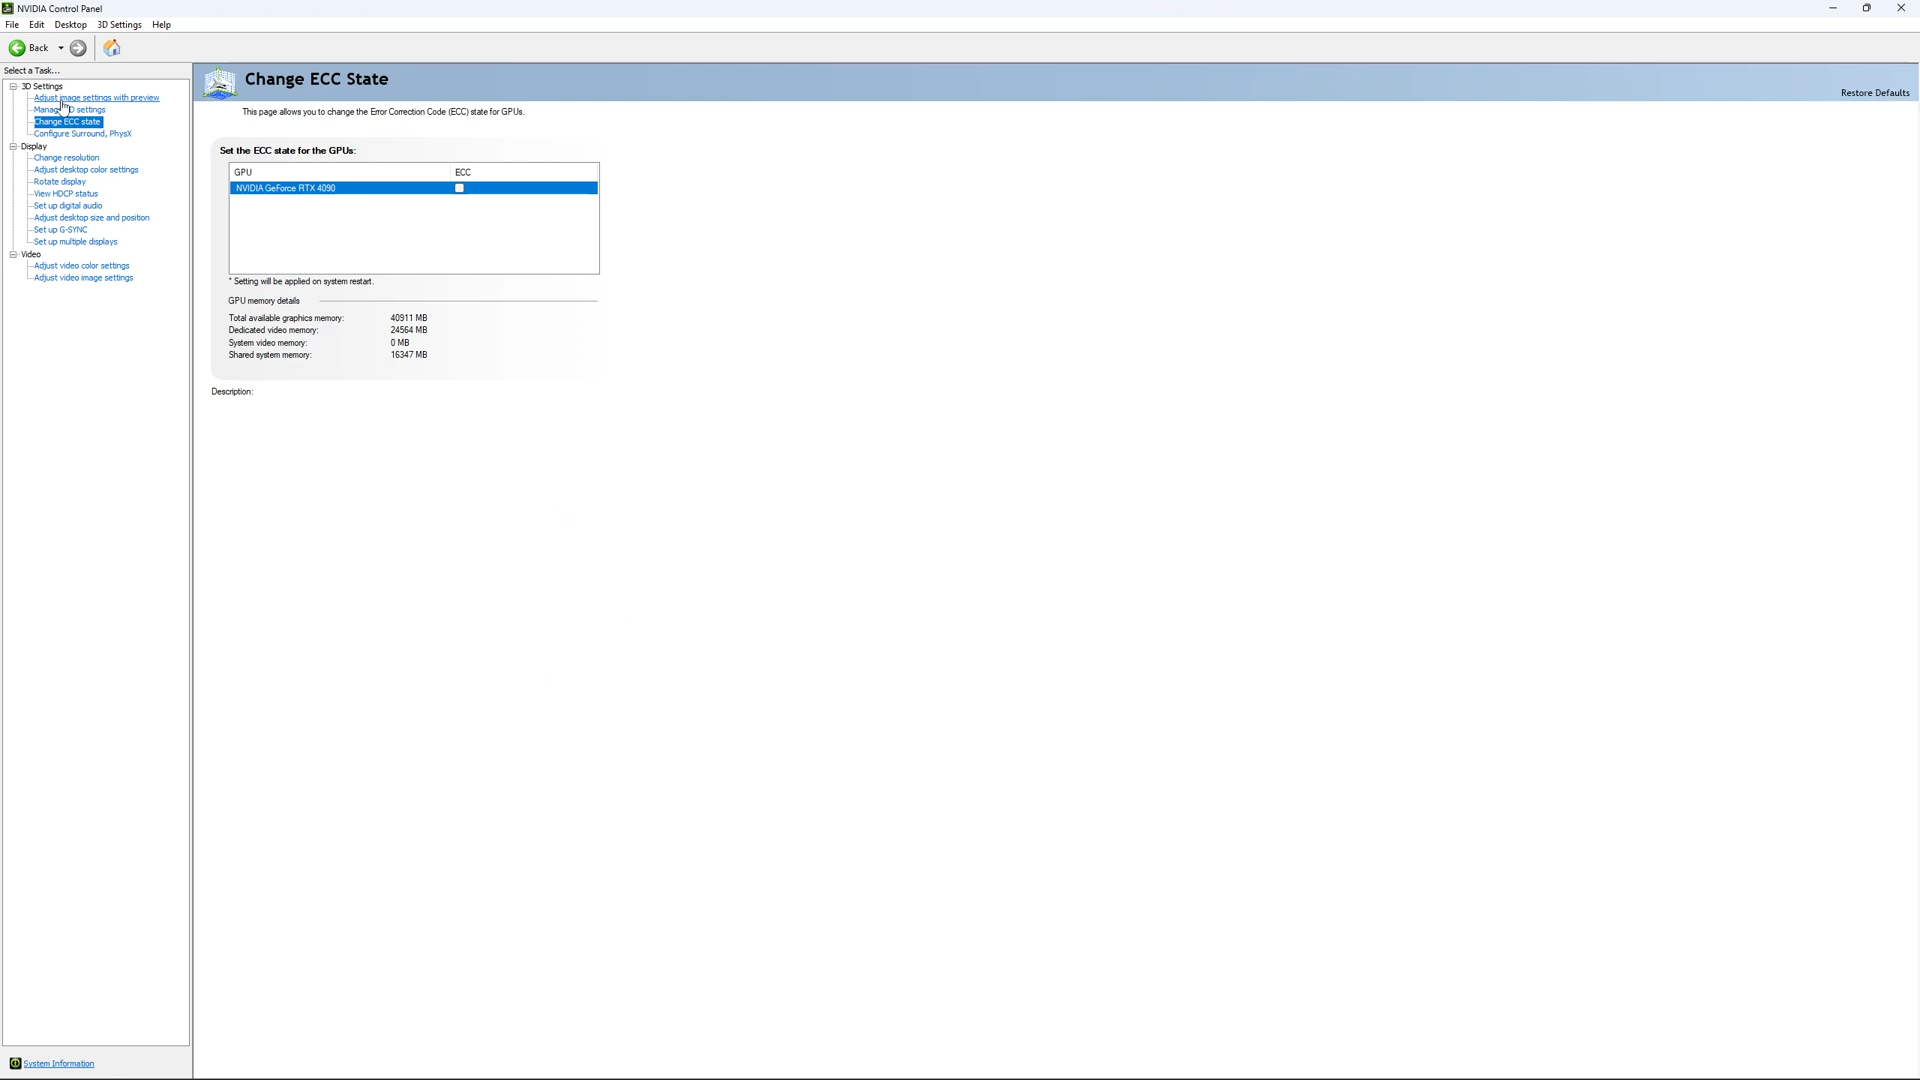 NVIDIA Control Panel
File Edit Desktop 3D Settings Help
Back
Select a Task...
3D Settings
Adjust image settings with preview
Manage 3D settings
Change ECC state
Configure Surround, PhysX
Display
Change resolution
Adjust desktop color settings
Rotate display
View HDCP status
Set up digital audio
Adjust desktop size and position
Set up G-SYNC
Set up multiple displays
Video
Adjust video color settings
Adjust video image settings
System Information
Change ECC State
Restore Defaults
This page allows you to change the Error Correction Code (ECC) state for GPUs.
Set the ECC state for the GPUs:
GPU ECC
NVIDIA GeForce RTX 4090
* Setting will be applied on system restart.
GPU memory details
Total available graphics memory: 40911 MB
Dedicated video memory: 24564 MB
System video memory: 0 MB
Shared system memory: 16347 MB
Description: